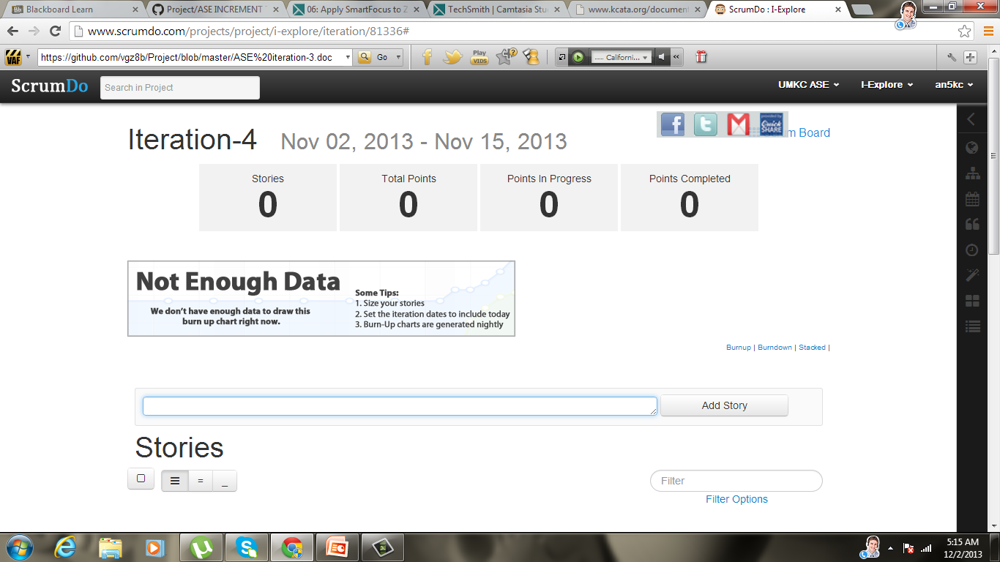 Blackboard Learn
Project/ASE INCREMENT
06: Apply SmartFocus to Z
TechSmith | Camtasia Stu
www.kcata.org/document
ScrumDo : I-Explore
www.scrumdo.com/projects/project/i-explore/iteration/81336#
VAF
https://github.com/vgz8b/Project/blob/master/ASE%20iteration-3.doc
Go
Play
VIDS
..... Californi...
ScrumDo
Search in Project
UMKC ASE
I-Explore
an5kc
Iteration-4 Nov 02, 2013 - Nov 15, 2013
provided by
Quick
SHARE
m Board
Stories
0
Total Points
0
Points In Progress
0
Points Completed
0
Not Enough Data
We don't have enough data to draw this
burn up chart right now.
Some Tips:
1. Size your stories
2. Set the iteration dates to include today
3. Burn-Up charts are generated nightly
Burnup | Burndown | Stacked |
Add Story
Stories
= _
Filter
Filter Options
5:15 AM
12/2/2013